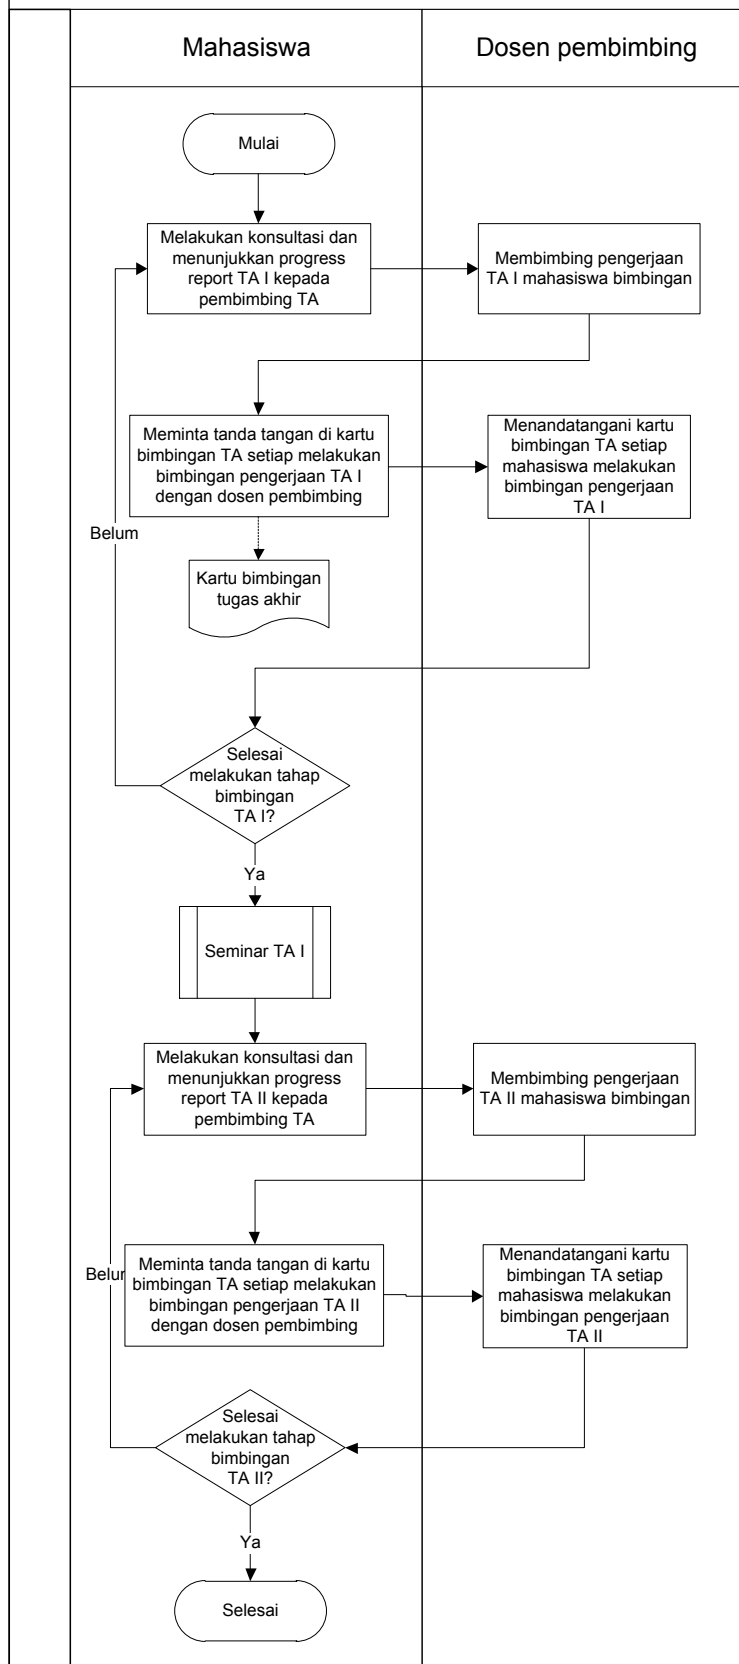 Mahasiswa
Dosen pembimbing
Mulai
Melakukan konsultasi dan
menunjukkan progress
report TA I kepada
pembimbing TA
Membimbing pengerjaan
TA I mahasiswa bimbingan
Meminta tanda tangan di kartu
bimbingan TA setiap melakukan
bimbingan pengerjaan TA I
dengan dosen pembimbing
Menandatangani kartu
bimbingan TA setiap
mahasiswa melakukan
bimbingan pengerjaan
TA I
Belum
Kartu bimbingan
tugas akhir
Selesai
melakukan tahap
bimbingan
TA I?
Ya
Seminar TA I
Melakukan konsultasi dan
menunjukkan progress
report TA II kepada
pembimbing TA
Membimbing pengerjaan
TA II mahasiswa bimbingan
Meminta tanda tangan di kartu
bimbingan TA setiap melakukan
bimbingan pengerjaan TA II
dengan dosen pembimbing
Menandatangani kartu
bimbingan TA setiap
mahasiswa melakukan
bimbingan pengerjaan
TA II
Selesai
melakukan tahap
bimbingan
TA II?
Ya
Selesai